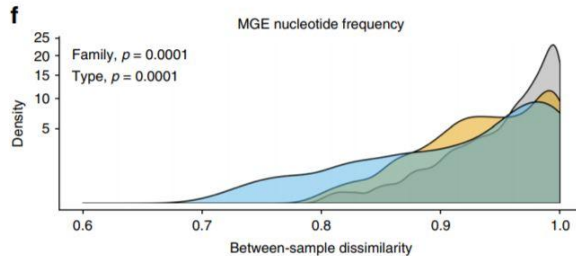 f
MGE nucleotide frequency
Family, p = 0.0001
Type, p = 0.0001
Density
25
20
15
10
5
0.6 0.7 0.8 0.9 1.0
Between-sample dissimilarity